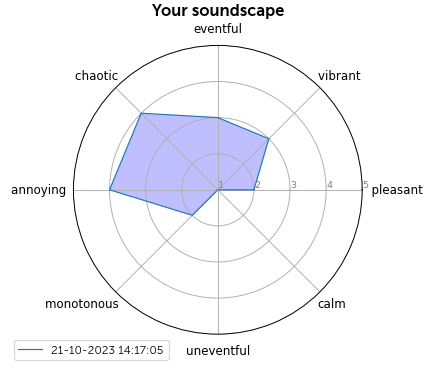 Your soundscape
eventful
chaotic
vibrant
annoying
1 2 3 4 5
pleasant
monotonous
calm
uneventful
21-10-2023 14:17:05